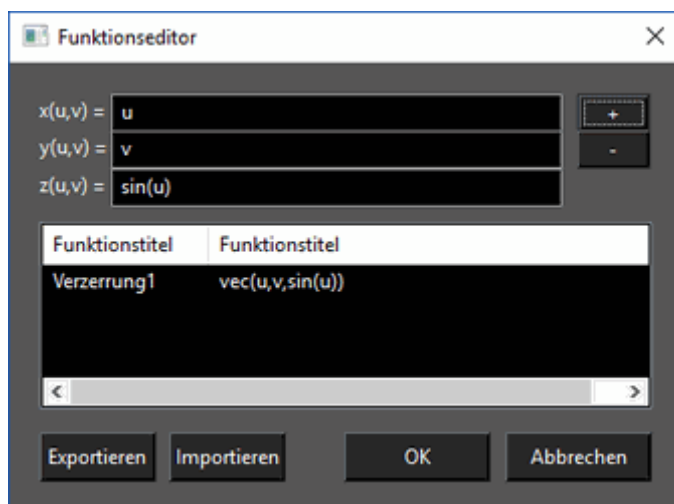 Funktionseditor
x(u,v) = u +
y(u,v) = v -
z(u,v) = sin(u)
Funktionstitel Funktionstitel
Verzerrung1 vec(u,v,sin(u))
Exportieren Importieren OK Abbrechen